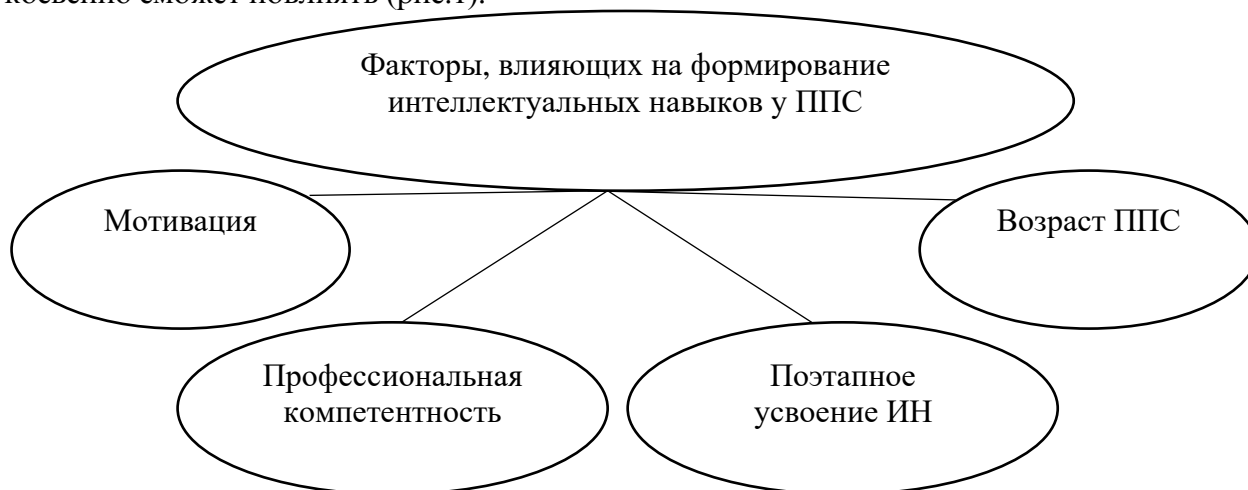 косвенно сможет повлиять (рис.1).
Факторы, влияющих на формирование
интеллектуальных навыков у ППС
Мотивация
Возраст ППС
Профессиональная
компетентность
Поэтапное
усвоение ИН